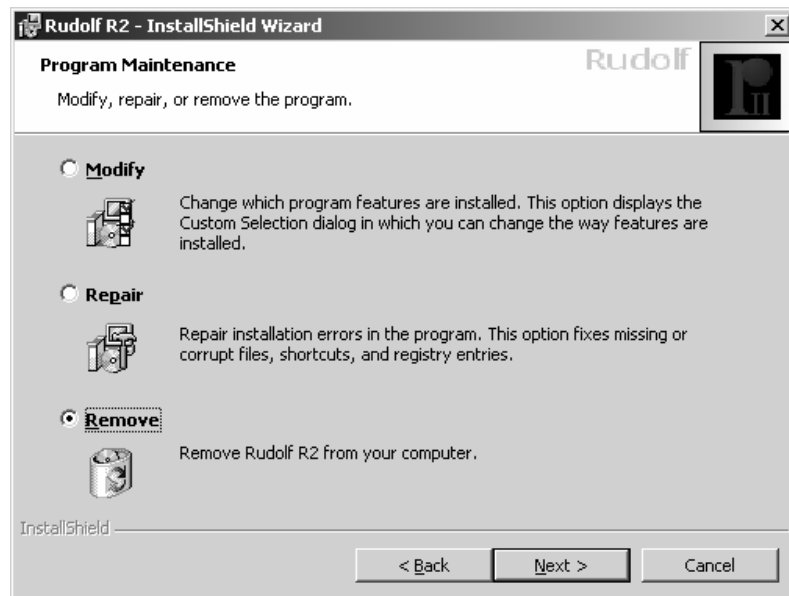 Rudolf R2 - InstallShield Wizard
Program Maintenance
Rudolf
Modify, repair, or remove the program.
rII
Modify
Change which program features are installed. This option displays the
Custom Selection dialog in which you can change the way features are
installed.
Repair
Repair installation errors in the program. This option fixes missing or
corrupt files, shortcuts, and registry entries.
Remove
Remove Rudolf R2 from your computer.
InstallShield
< Back
Next >
Cancel